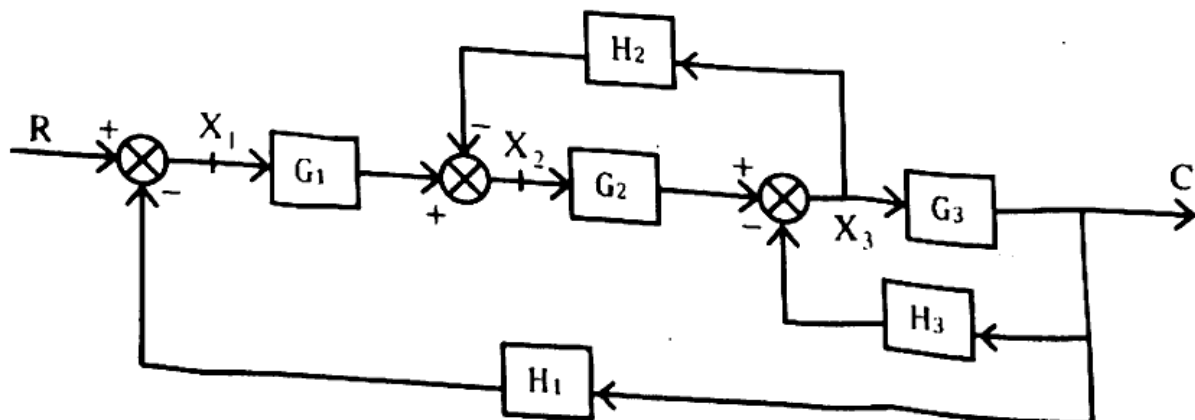 H₂
R + X₁ G₁ − + X₂ G₂ + X₃ G₃ C
−
−
H₃
H₁